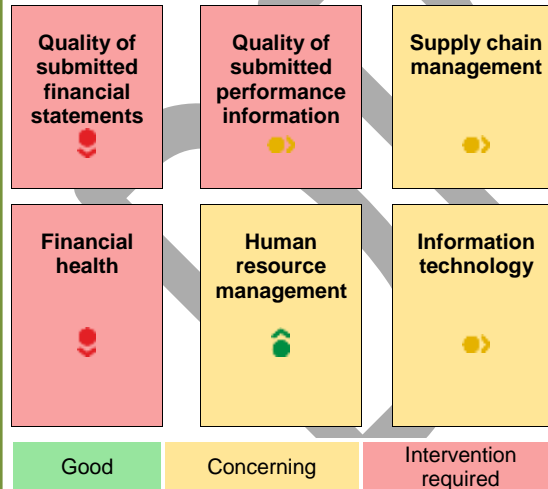 Quality of
submitted
financial
statements
Quality of
submitted
performance
information
Supply chain
management
Financial
health
Human
resource
management
Information
technology
Good
Concerning
Intervention
required